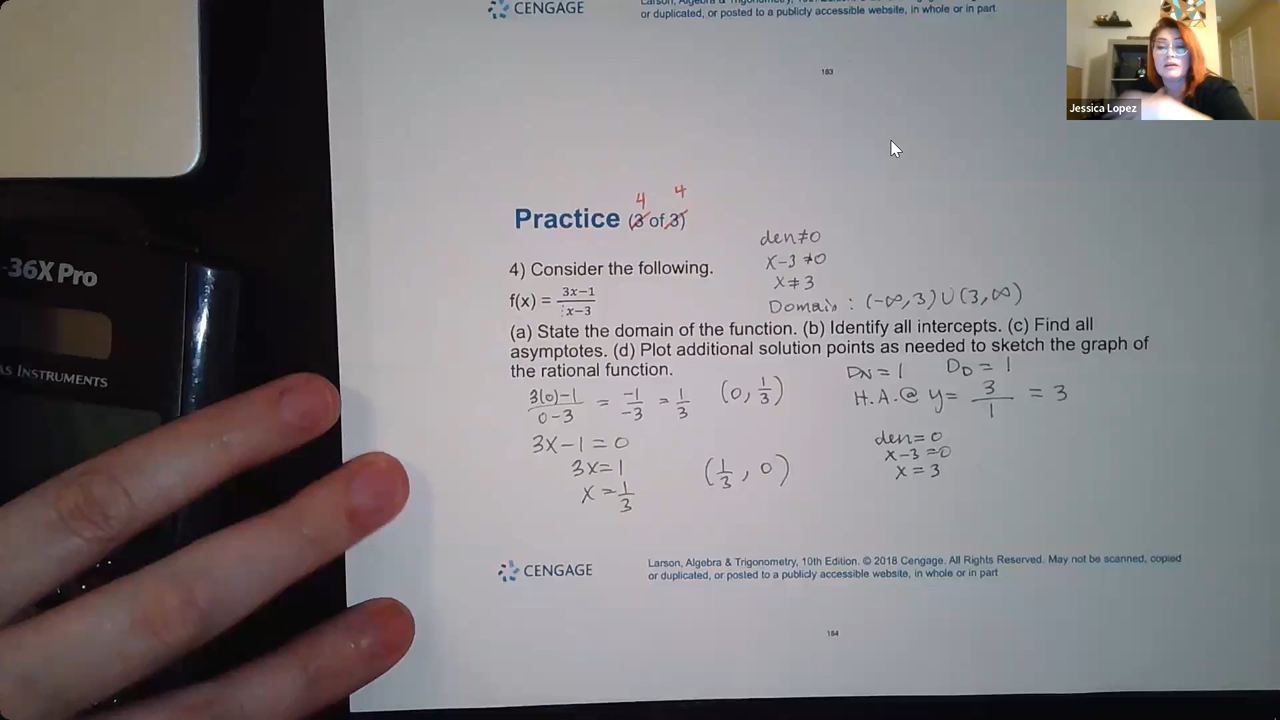 CENGAGE
Larson, Algebra & Trigonometry, 10th Edition.
or duplicated, or posted to a publicly accessible website, in whole or in part
183
Jessica Lopez
-36X Pro
AS INSTRUMENTS
4 4
Practice (3 of 3)
den≠0
x-3≠0
x≠3
Domain: (-∞,3)∪(3,∞)
4) Consider the following.
f(x) = 3x−1/x−3
(a) State the domain of the function. (b) Identify all intercepts. (c) Find all
asymptotes. (d) Plot additional solution points as needed to sketch the graph of
the rational function.
DN = 1 DD = 1
3(0)-1/0-3 = -1/-3 = 1/3 (0, 1/3)
H.A.@ y= 3/1 = 3
3x-1=0
3x=1
x=1/3
(1/3, 0)
den=0
x-3=0
x=3
CENGAGE
Larson, Algebra & Trigonometry, 10th Edition. © 2018 Cengage. All Rights Reserved. May not be scanned, copied
or duplicated, or posted to a publicly accessible website, in whole or in part
184